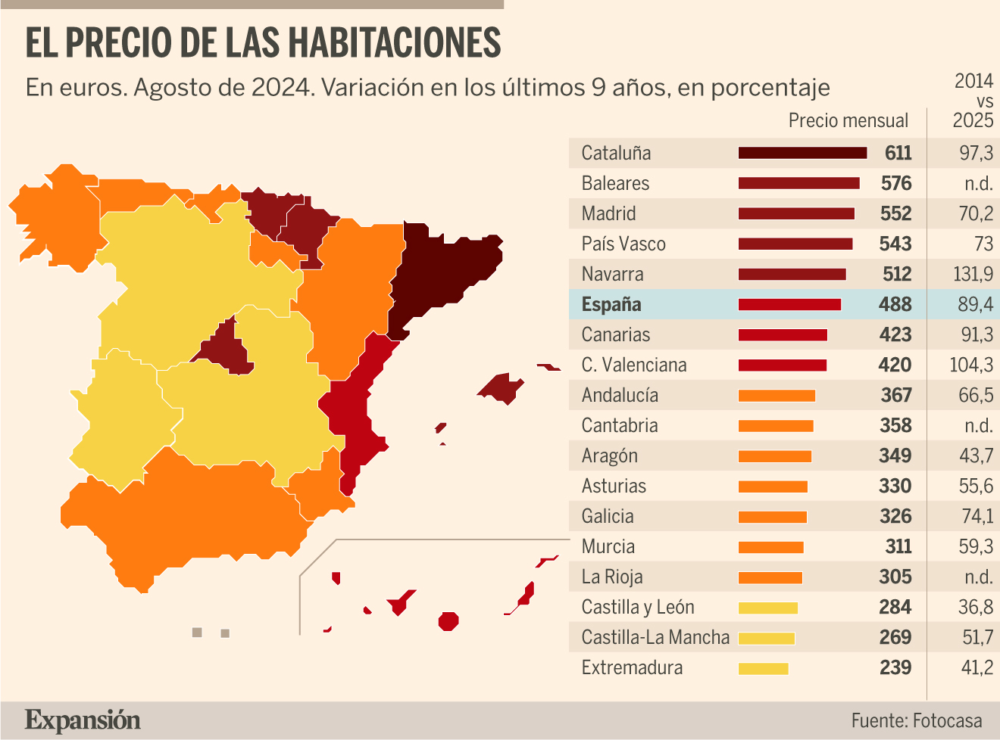 EL PRECIO DE LAS HABITACIONES
En euros. Agosto de 2024. Variación en los últimos 9 años, en porcentaje
2014
vs
2025
Precio mensual
Cataluña 611 97,3
Baleares 576 n.d.
Madrid 552 70,2
País Vasco 543 73
Navarra 512 131,9
España 488 89,4
Canarias 423 91,3
C. Valenciana 420 104,3
Andalucía 367 66,5
Cantabria 358 n.d.
Aragón 349 43,7
Asturias 330 55,6
Galicia 326 74,1
Murcia 311 59,3
La Rioja 305 n.d.
Castilla y León 284 36,8
Castilla-La Mancha 269 51,7
Extremadura 239 41,2
Expansión
Fuente: Fotocasa